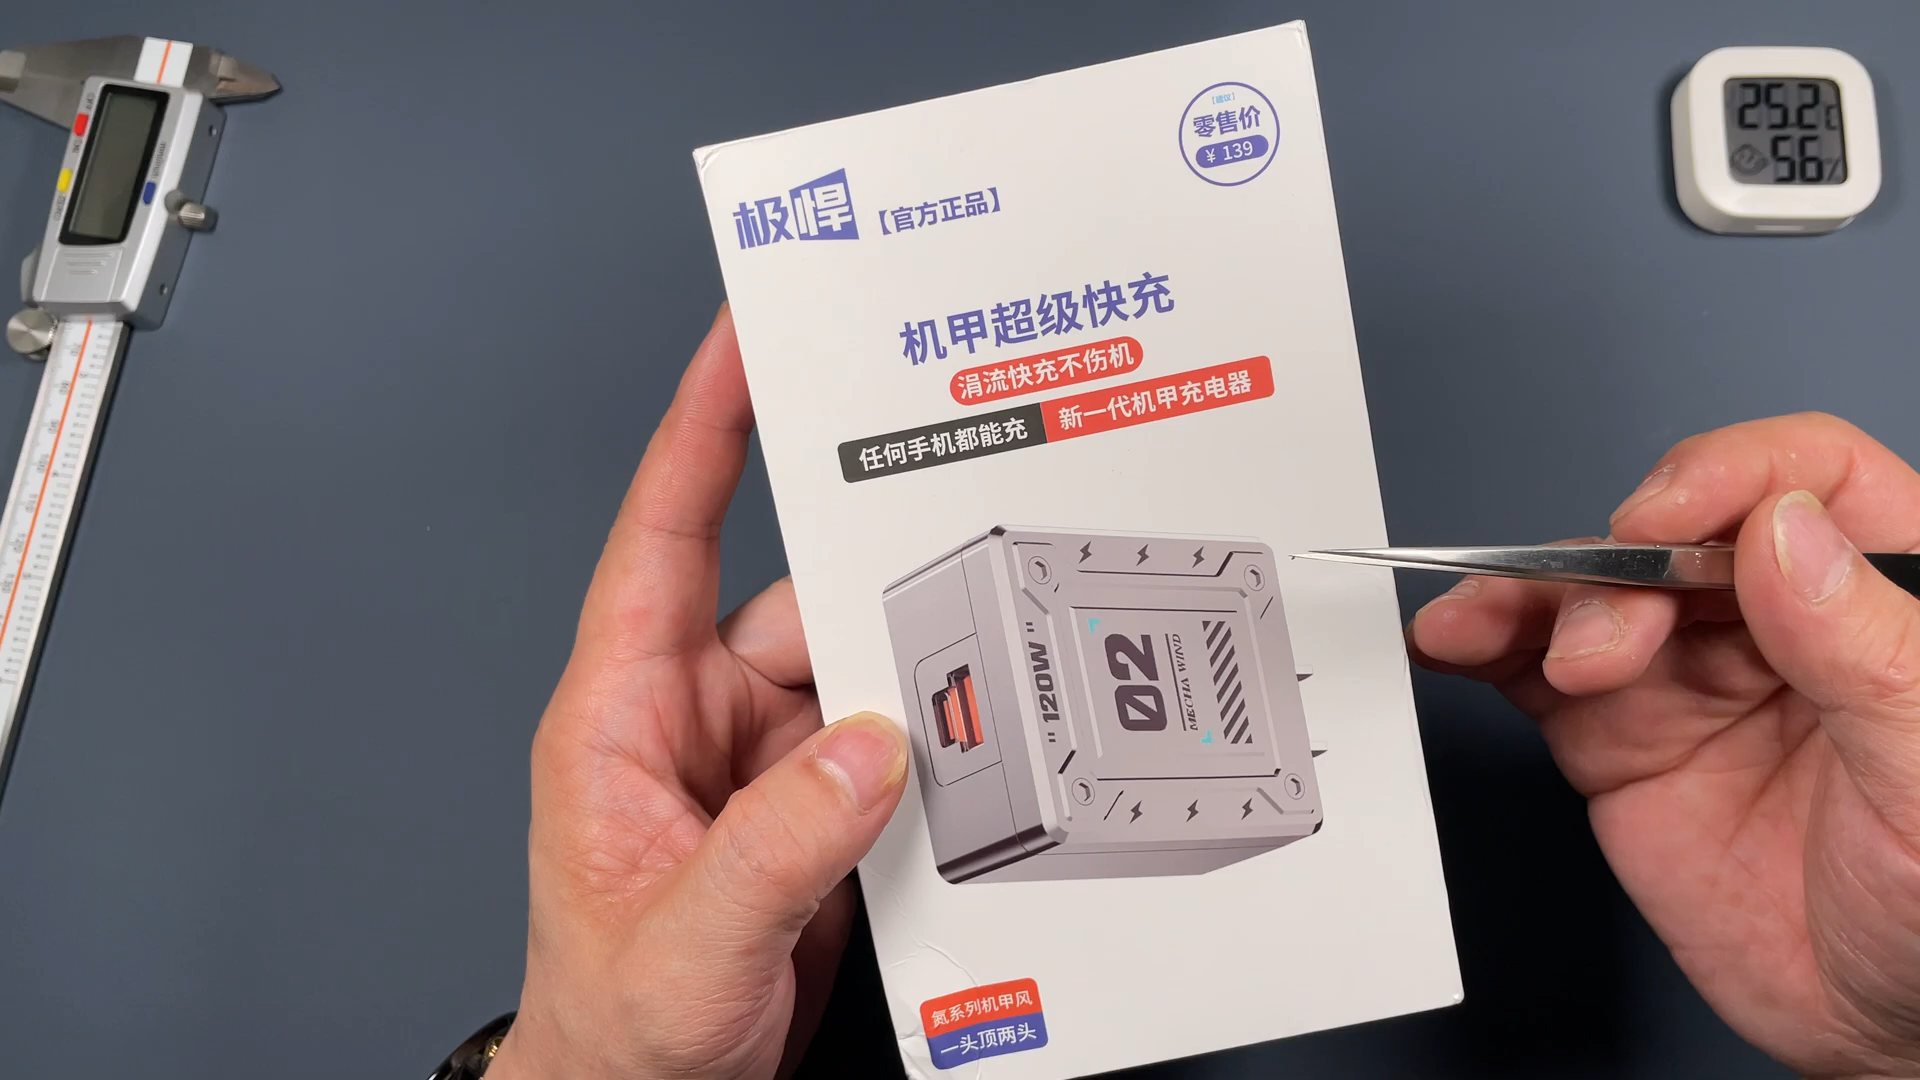 极悍
【官方正品】
【建议】
零售价
¥ 139
机甲超级快充
涓流快充不伤机
任何手机都能充 新一代机甲充电器
"120W"
02
MECHA WIND
氮系列机甲风
一头顶两头
25.2℃
56%